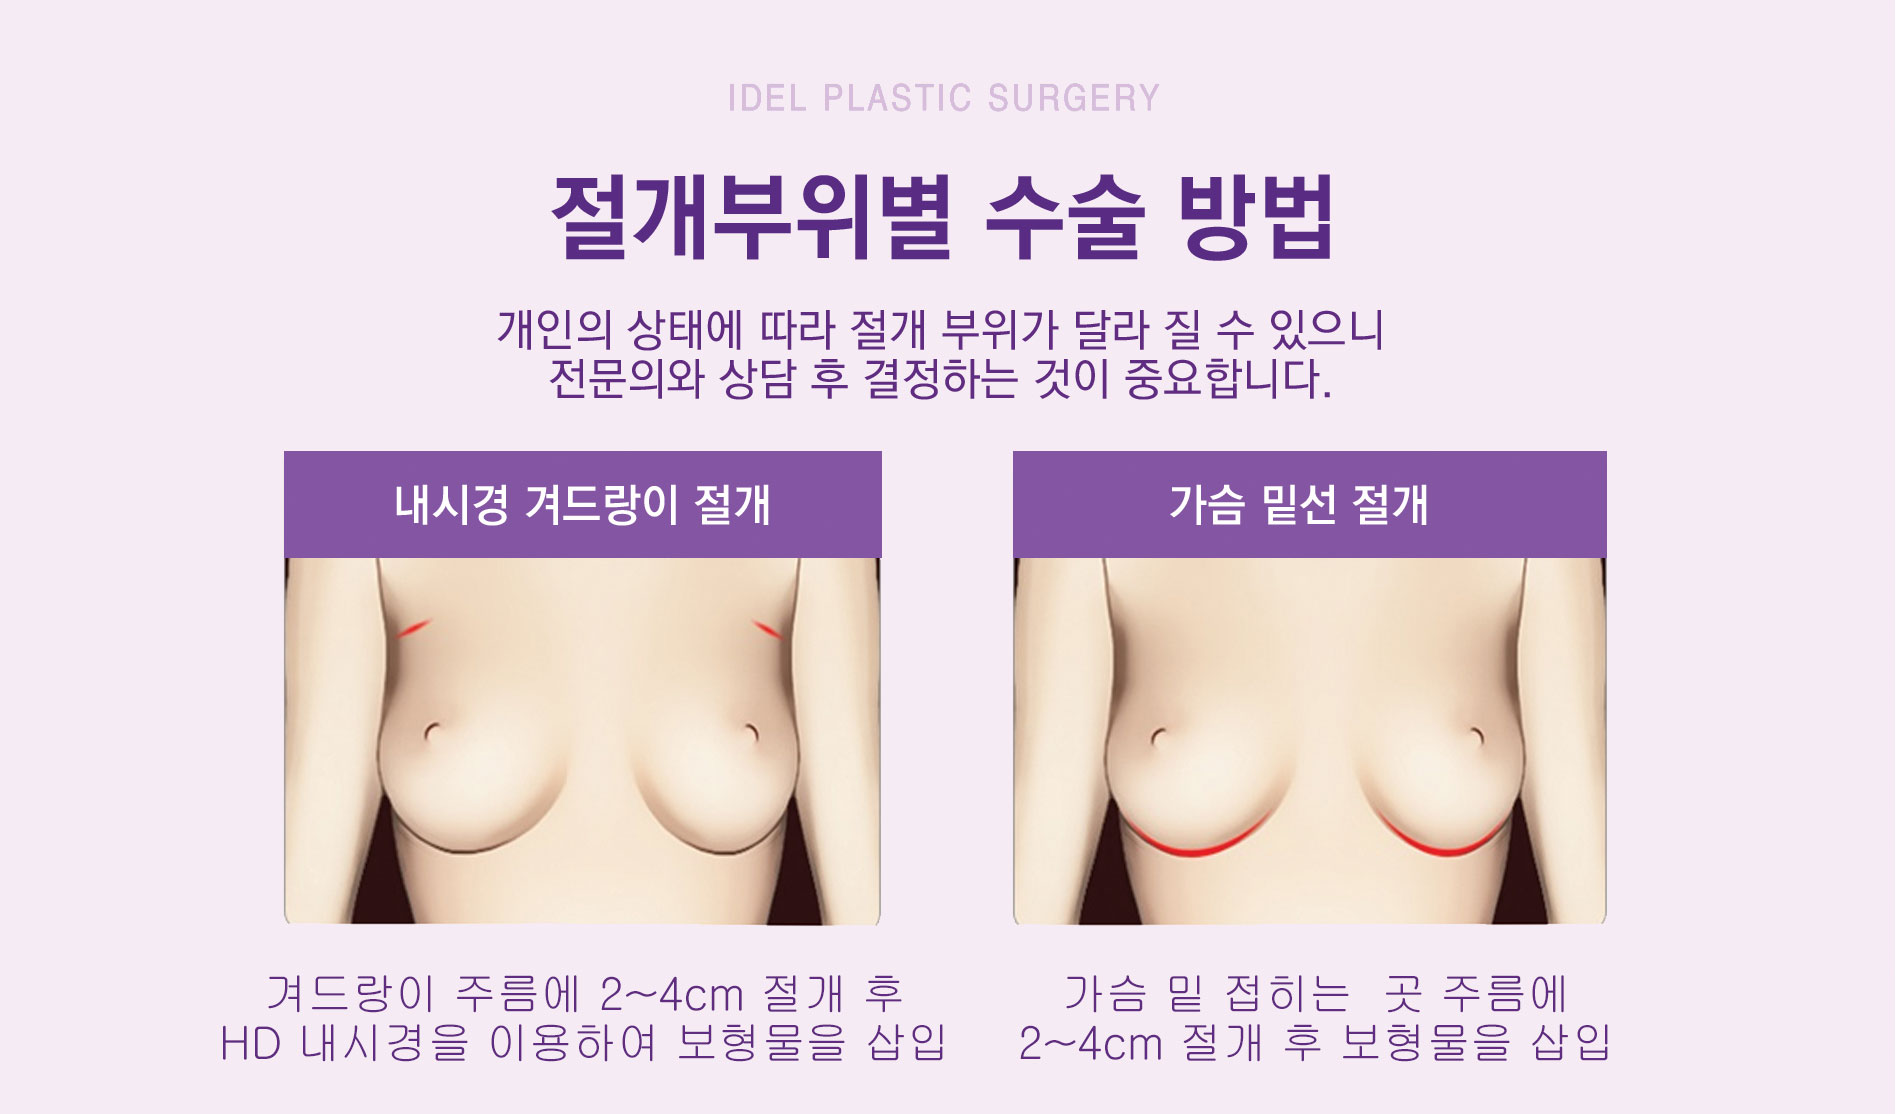 IDEL PLASTIC SURGERY
절개부위별 수술 방법
개인의 상태에 따라 절개 부위가 달라 질 수 있으니
전문의와 상담 후 결정하는 것이 중요합니다.
내시경 겨드랑이 절개
겨드랑이 주름에 2~4cm 절개 후
HD 내시경을 이용하여 보형물을 삽입
가슴 밑선 절개
가슴 밑 접히는 곳 주름에
2~4cm 절개 후 보형물을 삽입